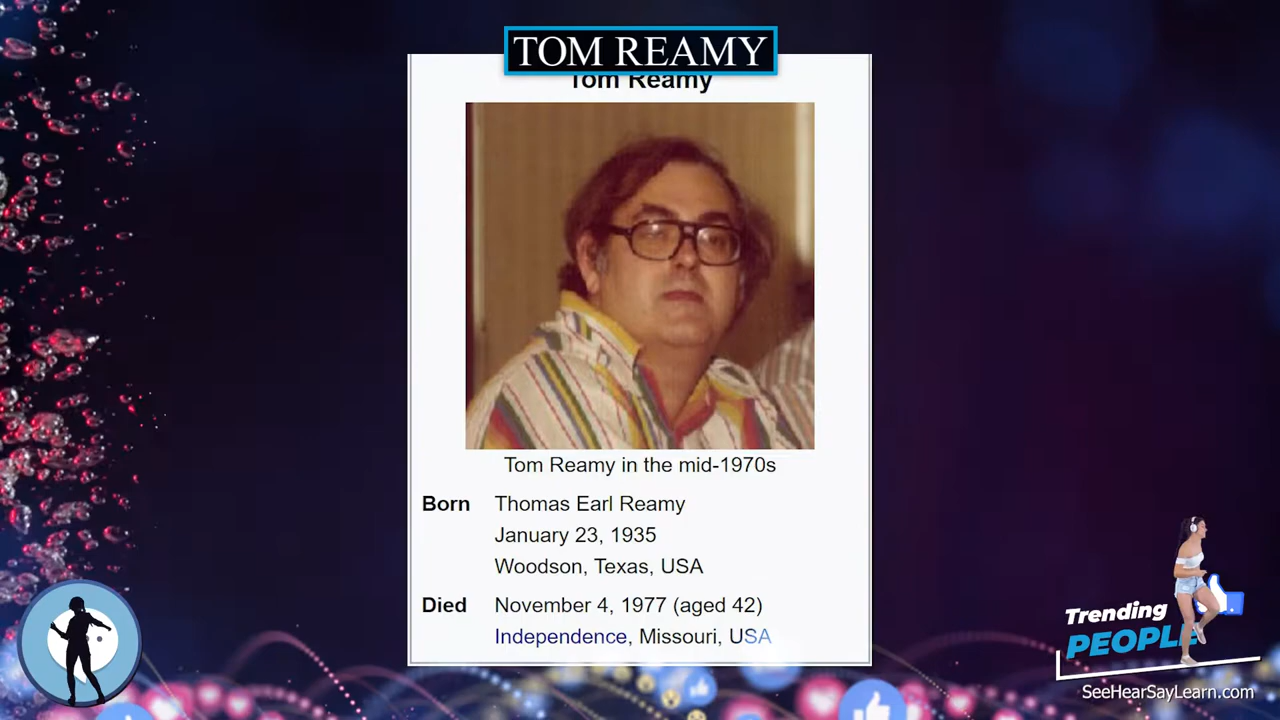 TOM REAMY
Tom Reamy
Tom Reamy in the mid-1970s
Born Thomas Earl Reamy
January 23, 1935
Woodson, Texas, USA
Died November 4, 1977 (aged 42)
Independence, Missouri, USA
Trending
PEOPLE
SeeHearSayLearn.com